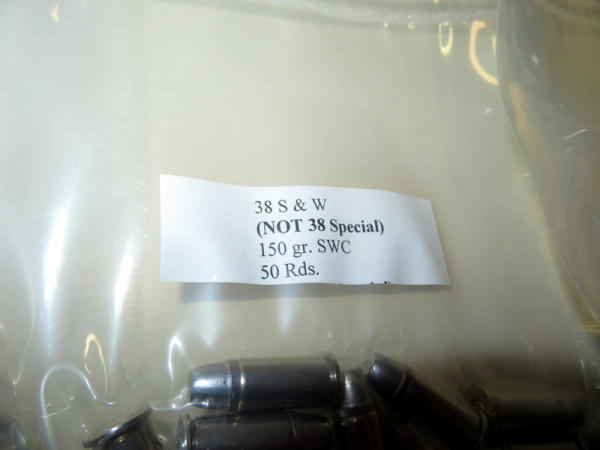 38 S & W
(NOT 38 Special)
150 gr. SWC
50 Rds.